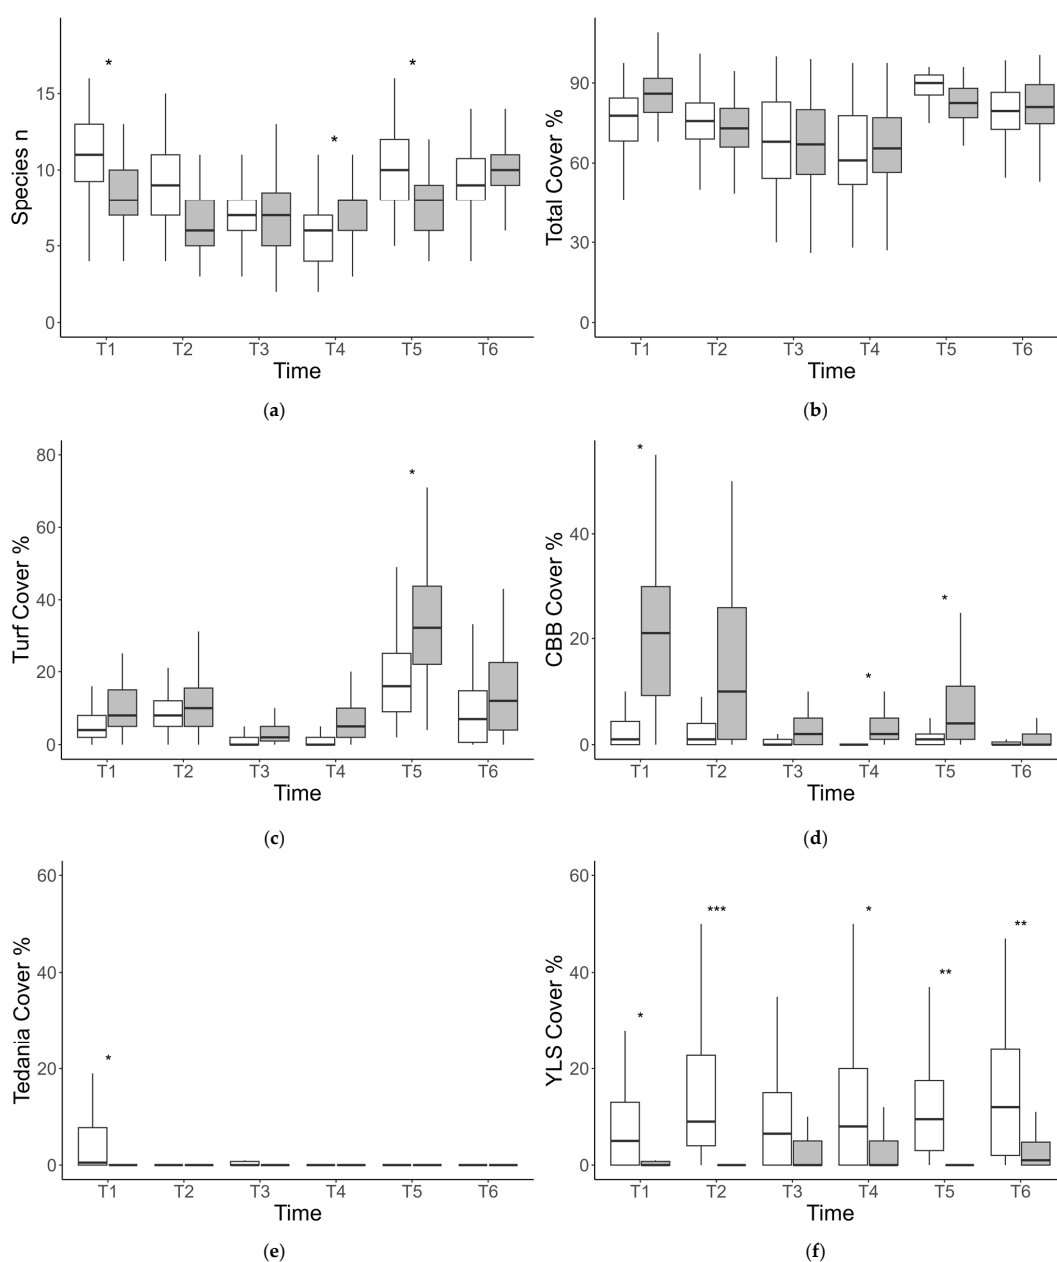 *
*
*
15
10
5
0
Species n
T1 T2 T3 T4 T5 T6
Time
(a)
90
60
30
0
Total Cover %
T1 T2 T3 T4 T5 T6
Time
(b)
80
60
40
20
0
Turf Cover %
*
T1 T2 T3 T4 T5 T6
Time
(c)
40
20
0
CBB Cover %
*
*
*
T1 T2 T3 T4 T5 T6
Time
(d)
60
40
20
0
Tedania Cover %
*
T1 T2 T3 T4 T5 T6
Time
(e)
60
40
20
0
YLS Cover %
*
***
*
**
**
T1 T2 T3 T4 T5 T6
Time
(f)